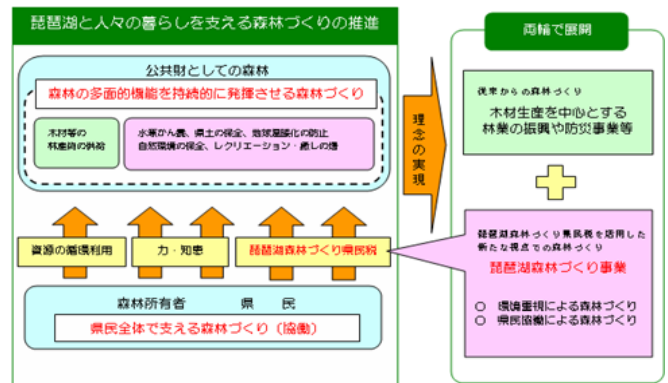 琵琶湖と人々の暮らしを支える森林づくりの推進
公共財としての森林
森林の多面的機能を持続的に発揮させる森林づくり
木材等の
林産物の供給
水源かん養、県土の保全、地球温暖化の防止
自然環境の保全、レクリエーション・癒しの場
資源の循環利用
力・知恵
琵琶湖森林づくり県民税
森林所有者 県 民
県民全体で支える森林づくり(協働)
理念の実現
両輪で展開
従来からの森林づくり
木材生産を中心とする
林業の振興や防災事業等
琵琶湖森林づくり県民税を活用した
新たな視点での森林づくり
琵琶湖森林づくり事業
○ 環境重視による森林づくり
○ 県民協働による森林づくり